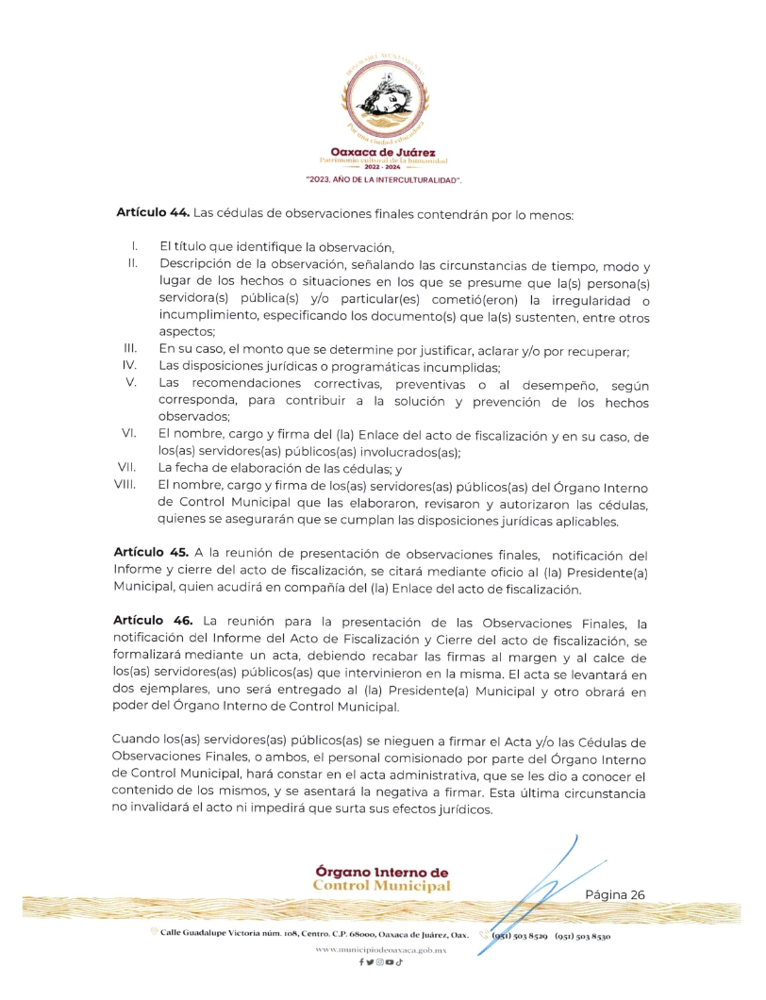 HONORABLE AYUNTAMIENTO
Por una ciudad educadora
Oaxaca de Juárez
Patrimonio cultural de la humanidad
2022 - 2024
"2023, AÑO DE LA INTERCULTURALIDAD".
Artículo 44. Las cédulas de observaciones finales contendrán por lo menos:
I. El título que identifique la observación,
II. Descripción de la observación, señalando las circunstancias de tiempo, modo y
lugar de los hechos o situaciones en los que se presume que la(s) persona(s)
servidora(s) pública(s) y/o particular(es) cometió(eron) la irregularidad o
incumplimiento, especificando los documento(s) que la(s) sustenten, entre otros
aspectos;
III. En su caso, el monto que se determine por justificar, aclarar y/o por recuperar;
IV. Las disposiciones jurídicas o programáticas incumplidas;
V. Las recomendaciones correctivas, preventivas o al desempeño, según
corresponda, para contribuir a la solución y prevención de los hechos
observados;
VI. El nombre, cargo y firma del (la) Enlace del acto de fiscalización y en su caso, de
los(as) servidores(as) públicos(as) involucrados(as);
VII. La fecha de elaboración de las cédulas; y
VIII. El nombre, cargo y firma de los(as) servidores(as) públicos(as) del Órgano Interno
de Control Municipal que las elaboraron, revisaron y autorizaron las cédulas,
quienes se asegurarán que se cumplan las disposiciones jurídicas aplicables.
Artículo 45. A la reunión de presentación de observaciones finales, notificación del
Informe y cierre del acto de fiscalización, se citará mediante oficio al (la) Presidente(a)
Municipal, quien acudirá en compañía del (la) Enlace del acto de fiscalización.
Artículo 46. La reunión para la presentación de las Observaciones Finales, la
notificación del Informe del Acto de Fiscalización y Cierre del acto de fiscalización, se
formalizará mediante un acta, debiendo recabar las firmas al margen y al calce de
los(as) servidores(as) públicos(as) que intervinieron en la misma. El acta se levantará en
dos ejemplares, uno será entregado al (la) Presidente(a) Municipal y otro obrará en
poder del Órgano Interno de Control Municipal.
Cuando los(as) servidores(as) públicos(as) se nieguen a firmar el Acta y/o las Cédulas de
Observaciones Finales, o ambos, el personal comisionado por parte del Órgano Interno
de Control Municipal, hará constar en el acta administrativa, que se les dio a conocer el
contenido de los mismos, y se asentará la negativa a firmar. Esta última circunstancia
no invalidará el acto ni impedirá que surta sus efectos jurídicos.
Órgano Interno de
Control Municipal
Página 26
Calle Guadalupe Victoria núm. 108, Centro. C.P. 68000, Oaxaca de Juárez, Oax. (951) 503 8529 (951) 503 8530
www.municipiodeoaxaca.gob.mx